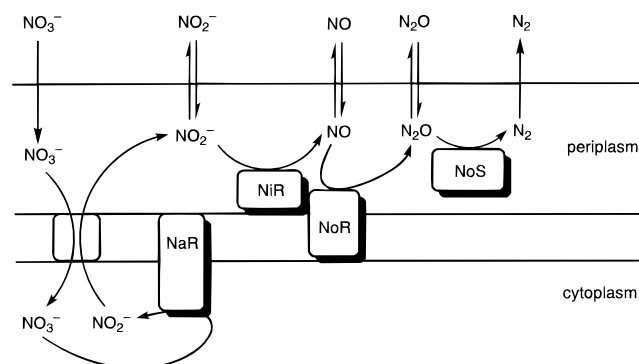 NO₃⁻ NO₂⁻ NO N₂O N₂
NO₃⁻ NO₂⁻ NO N₂O N₂
periplasm
NiR NoS
NaR NoR
cytoplasm
NO₃⁻ NO₂⁻